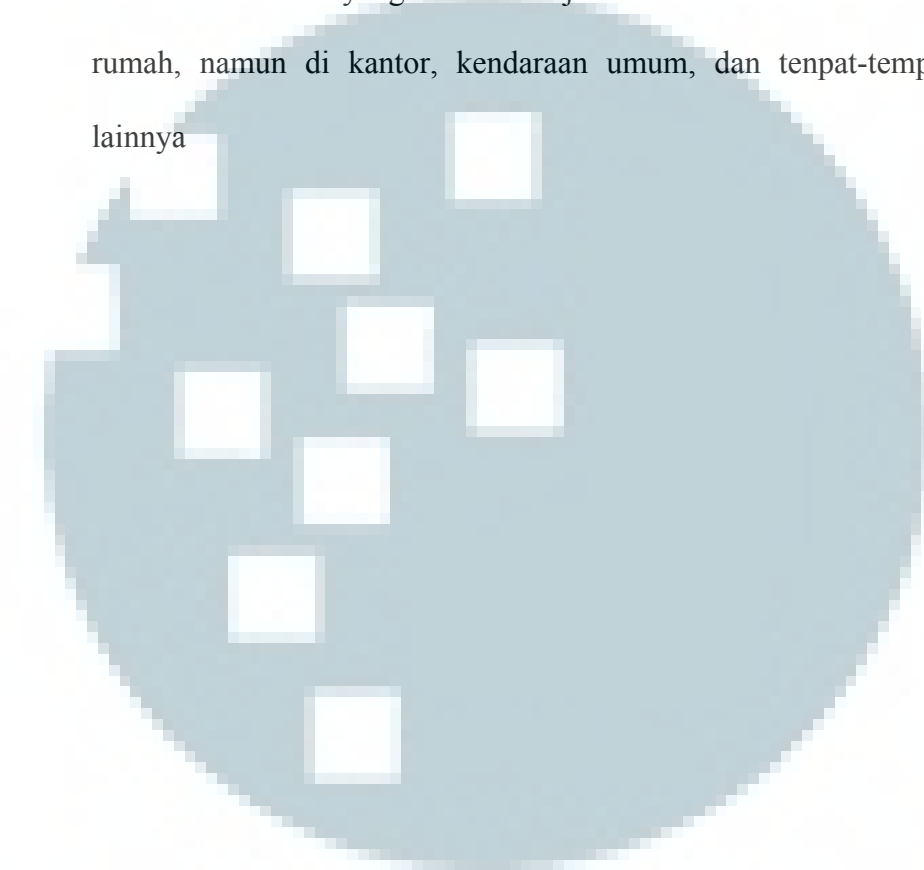 rumah, namun di kantor, kendaraan umum, dan tenpat-temp
lainnya